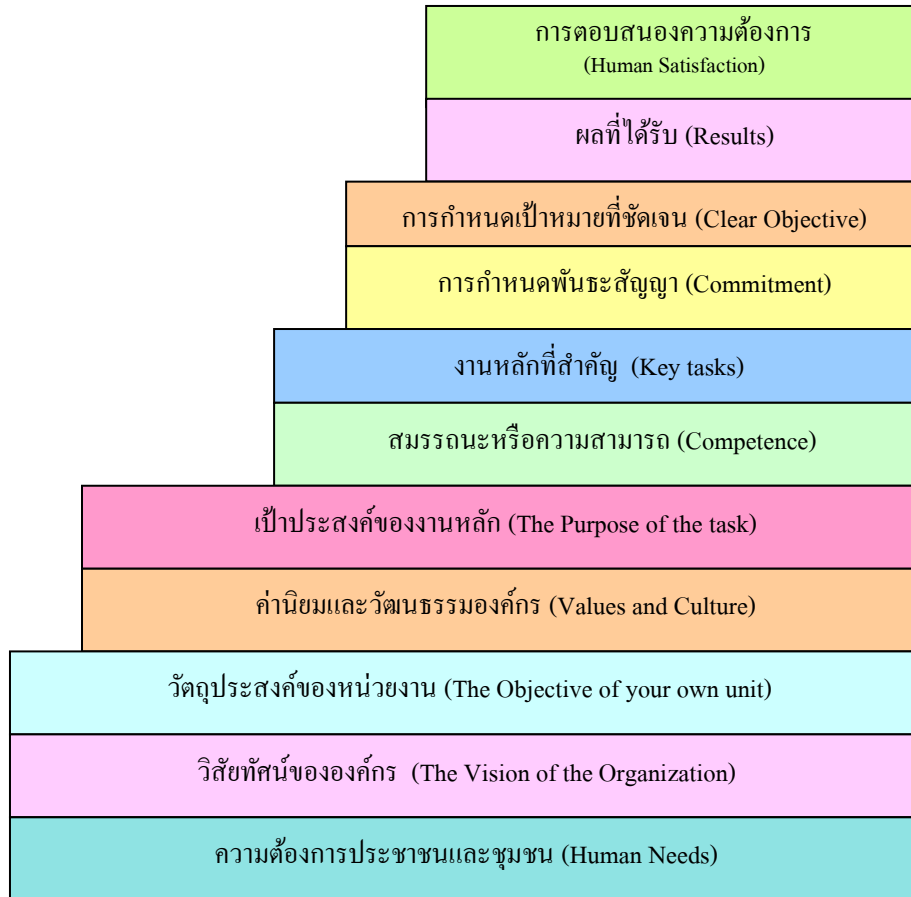 การตอบสนองความต้องการ
(Human Satisfaction)
ผลที่ได้รับ (Results)
การกำหนดเป้าหมายที่ชัดเจน (Clear Objective)
การกำหนดพันธะสัญญา (Commitment)
งานหลักที่สำคัญ (Key tasks)
สมรรถนะหรือความสามารถ (Competence)
เป้าประสงค์ของงานหลัก (The Purpose of the task)
ค่านิยมและวัฒนธรรมองค์กร (Values and Culture)
วัตถุประสงค์ของหน่วยงาน (The Objective of your own unit)
วิสัยทัศน์ขององค์กร (The Vision of the Organization)
ความต้องการประชาชนและชุมชน (Human Needs)